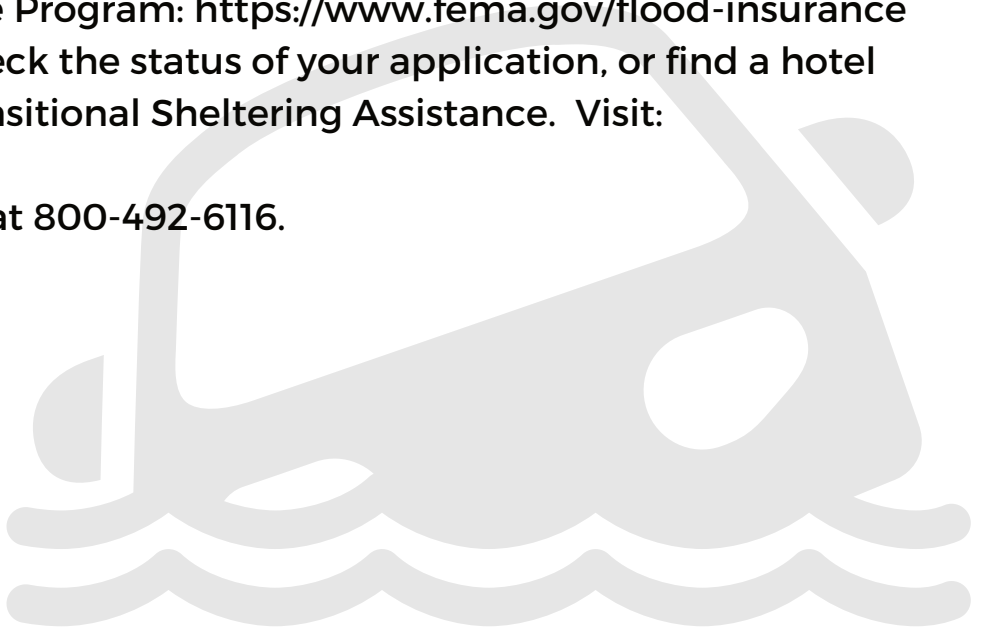 e Program: https://www.fema.gov/flood-insurance
eck the status of your application, or find a hotel
nsitional Sheltering Assistance.  Visit:
at 800-492-6116.